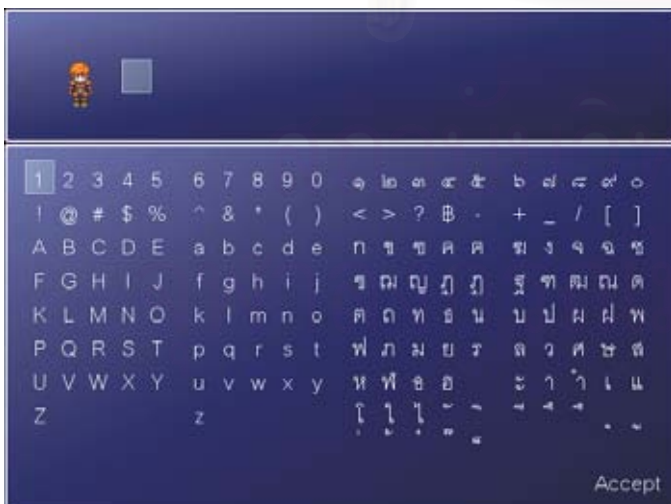 1 2 3 4 5 6 7 8 9 0 ๑ ๒ ๓ ๔ ๕ ๖ ๗ ๘ ๙ ๐
! @ # $ % ^ & * ( ) < > ? ฿ - + _ / [ ]
A B C D E a b c d e ก ข ฃ ค ฅ ฆ ง จ ฉ ช
F G H I J f g h i j ซ ฌ ญ ฎ ฏ ฐ ฑ ฒ ณ ด
K L M N O k l m n o ต ถ ท ธ น บ ป ผ ฝ พ
P Q R S T p q r s t ฟ ภ ม ย ร ล ว ศ ษ ส
U V W X Y u v w x y ห ฬ อ ฮ ะ า ำ เ แ
Z z โ ใ ไ
Accept